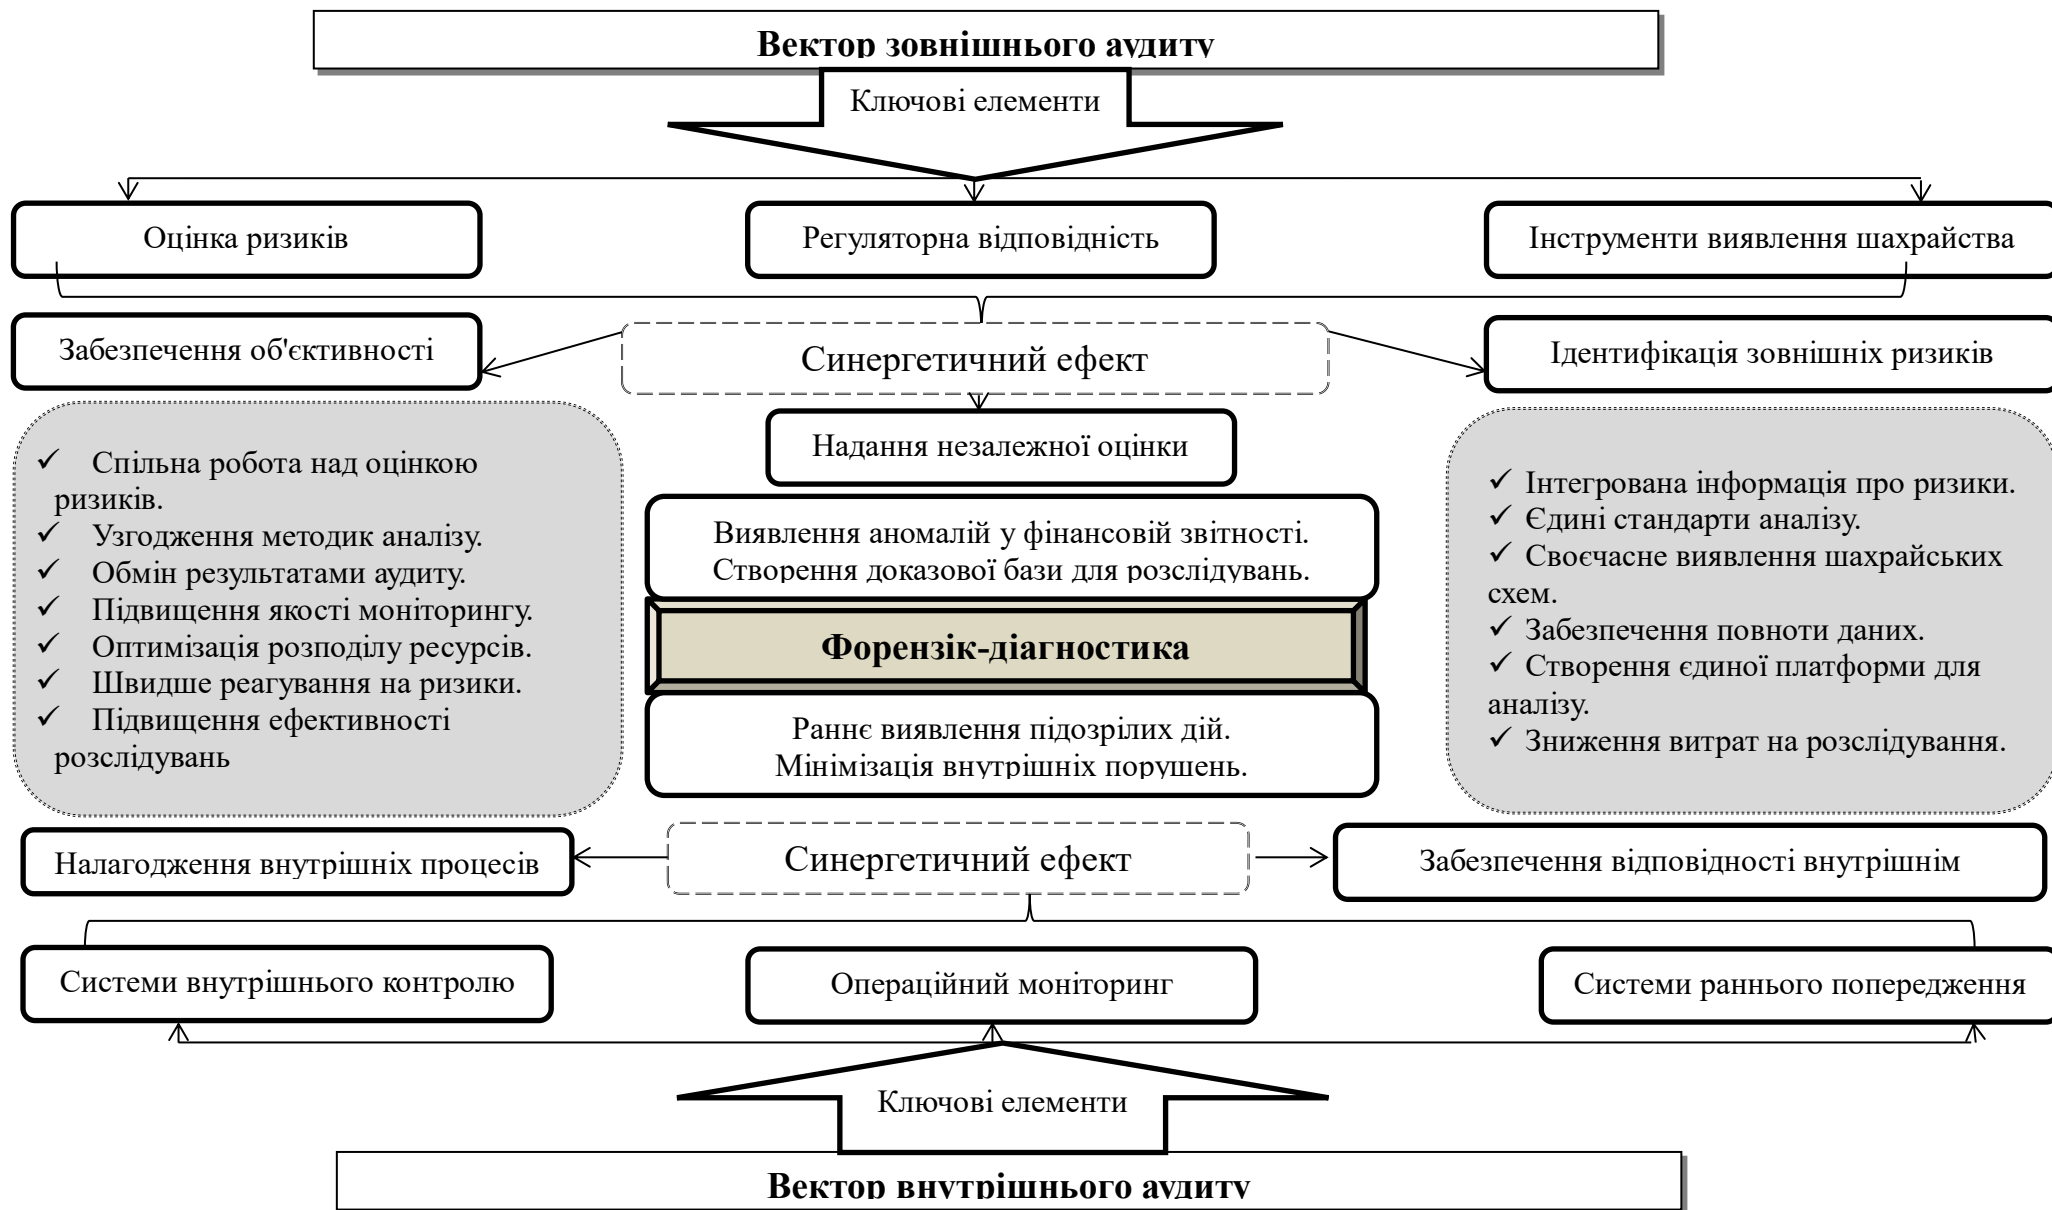 Вектор зовнішнього аудиту
Ключові елементи
Оцінка ризиків
Регуляторна відповідність
Інструменти виявлення шахрайства
Забезпечення об'єктивності
Синергетичний ефект
Ідентифікація зовнішніх ризиків
Надання незалежної оцінки
✓ Спільна робота над оцінкою
ризиків.
✓ Узгодження методик аналізу.
✓ Обмін результатами аудиту.
✓ Підвищення якості моніторингу.
✓ Оптимізація розподілу ресурсів.
✓ Швидше реагування на ризики.
✓ Підвищення ефективності
розслідувань
Виявлення аномалій у фінансовій звітності.
Створення доказової бази для розслідувань.
Форензік-діагностика
Раннє виявлення підозрілих дій.
Мінімізація внутрішніх порушень.
✓ Інтегрована інформація про ризики.
✓ Єдині стандарти аналізу.
✓ Своєчасне виявлення шахрайських
схем.
✓ Забезпечення повноти даних.
✓ Створення єдиної платформи для
аналізу.
✓ Зниження витрат на розслідування.
Налагодження внутрішніх процесів
Синергетичний ефект
Забезпечення відповідності внутрішнім
Системи внутрішнього контролю
Операційний моніторинг
Системи раннього попередження
Ключові елементи
Вектор внутрішнього аудиту